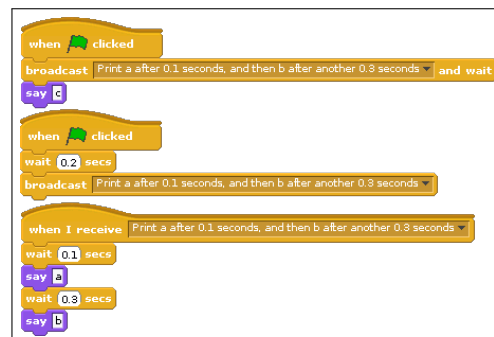 when clicked
broadcast Print a after 0.1 seconds, and then b after another 0.3 seconds and wait
say c
when clicked
wait 0.2 secs
broadcast Print a after 0.1 seconds, and then b after another 0.3 seconds
when I receive Print a after 0.1 seconds, and then b after another 0.3 seconds
wait 0.1 secs
say a
wait 0.3 secs
say b